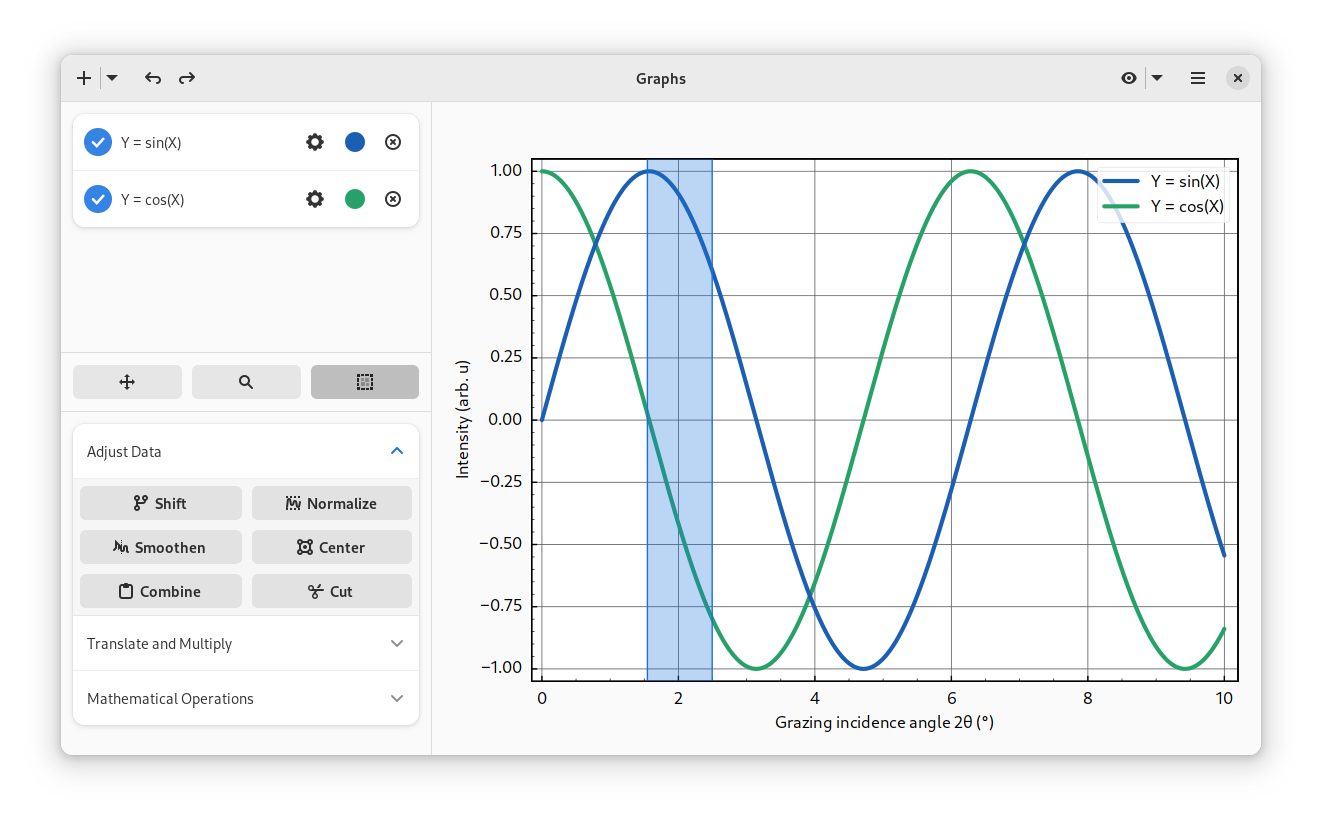 Graphs
Y = sin(X)
Y = cos(X)
Adjust Data
Shift
Normalize
Smoothen
Center
Combine
Cut
Translate and Multiply
Mathematical Operations
Intensity (arb. u)
1.00
0.75
0.50
0.25
0.00
−0.25
−0.50
−0.75
−1.00
Y = sin(X)
Y = cos(X)
0 2 4 6 8 10
Grazing incidence angle 2θ (°)